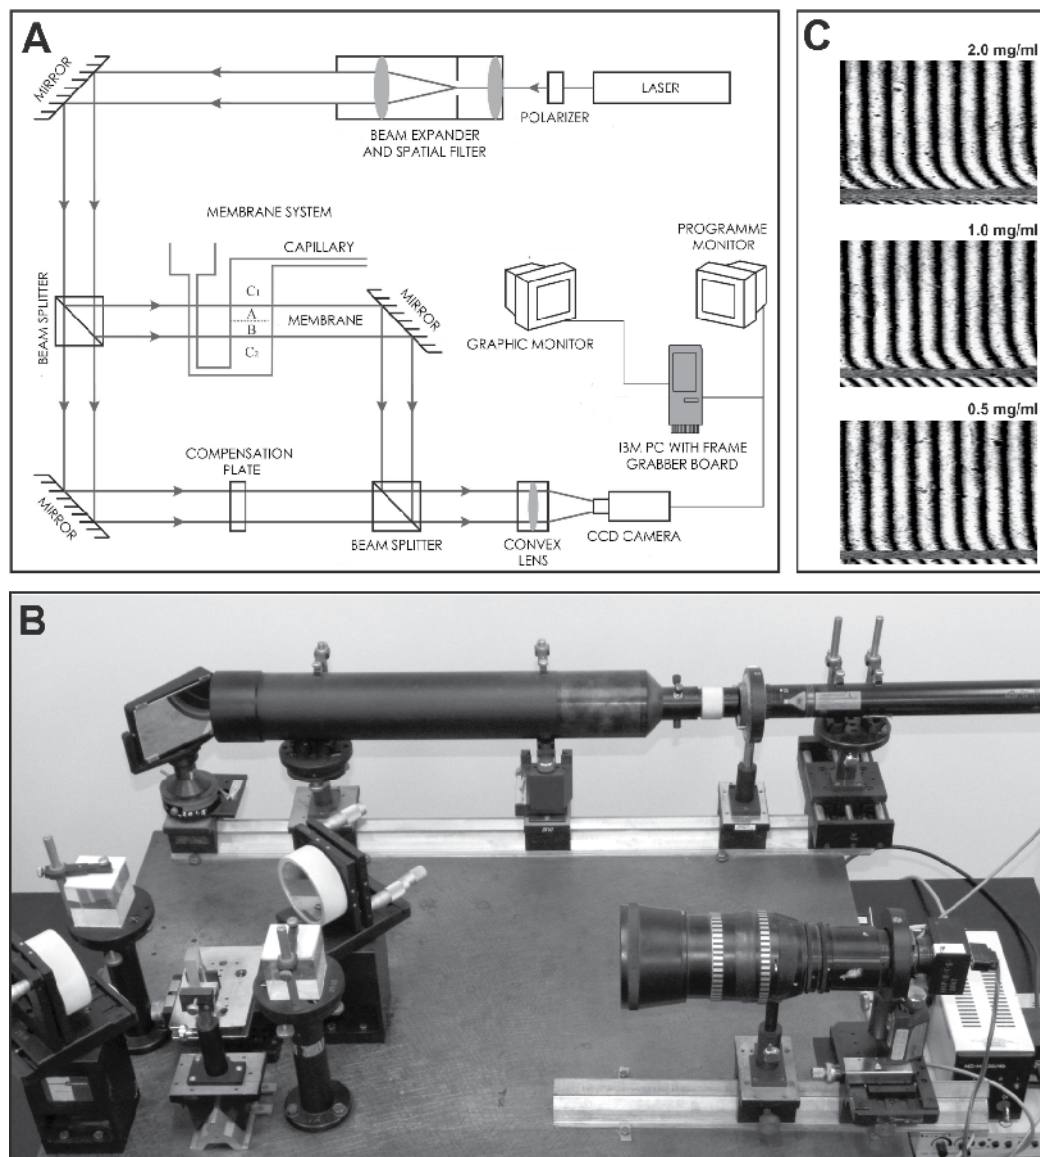 A
MIRROR
LASER
POLARIZER
BEAM EXPANDER
AND SPATIAL FILTER
MEMBRANE SYSTEM
CAPILLARY
BEAM SPLITTER
C1
A
B
C2
MEMBRANE
MIRROR
PROGRAMME
MONITOR
GRAPHIC MONITOR
IBM PC WITH FRAME
GRABBER BOARD
MIRROR
COMPENSATION
PLATE
BEAM SPLITTER
CONVEX
LENS
CCD CAMERA
C
2.0 mg/ml
1.0 mg/ml
0.5 mg/ml
B